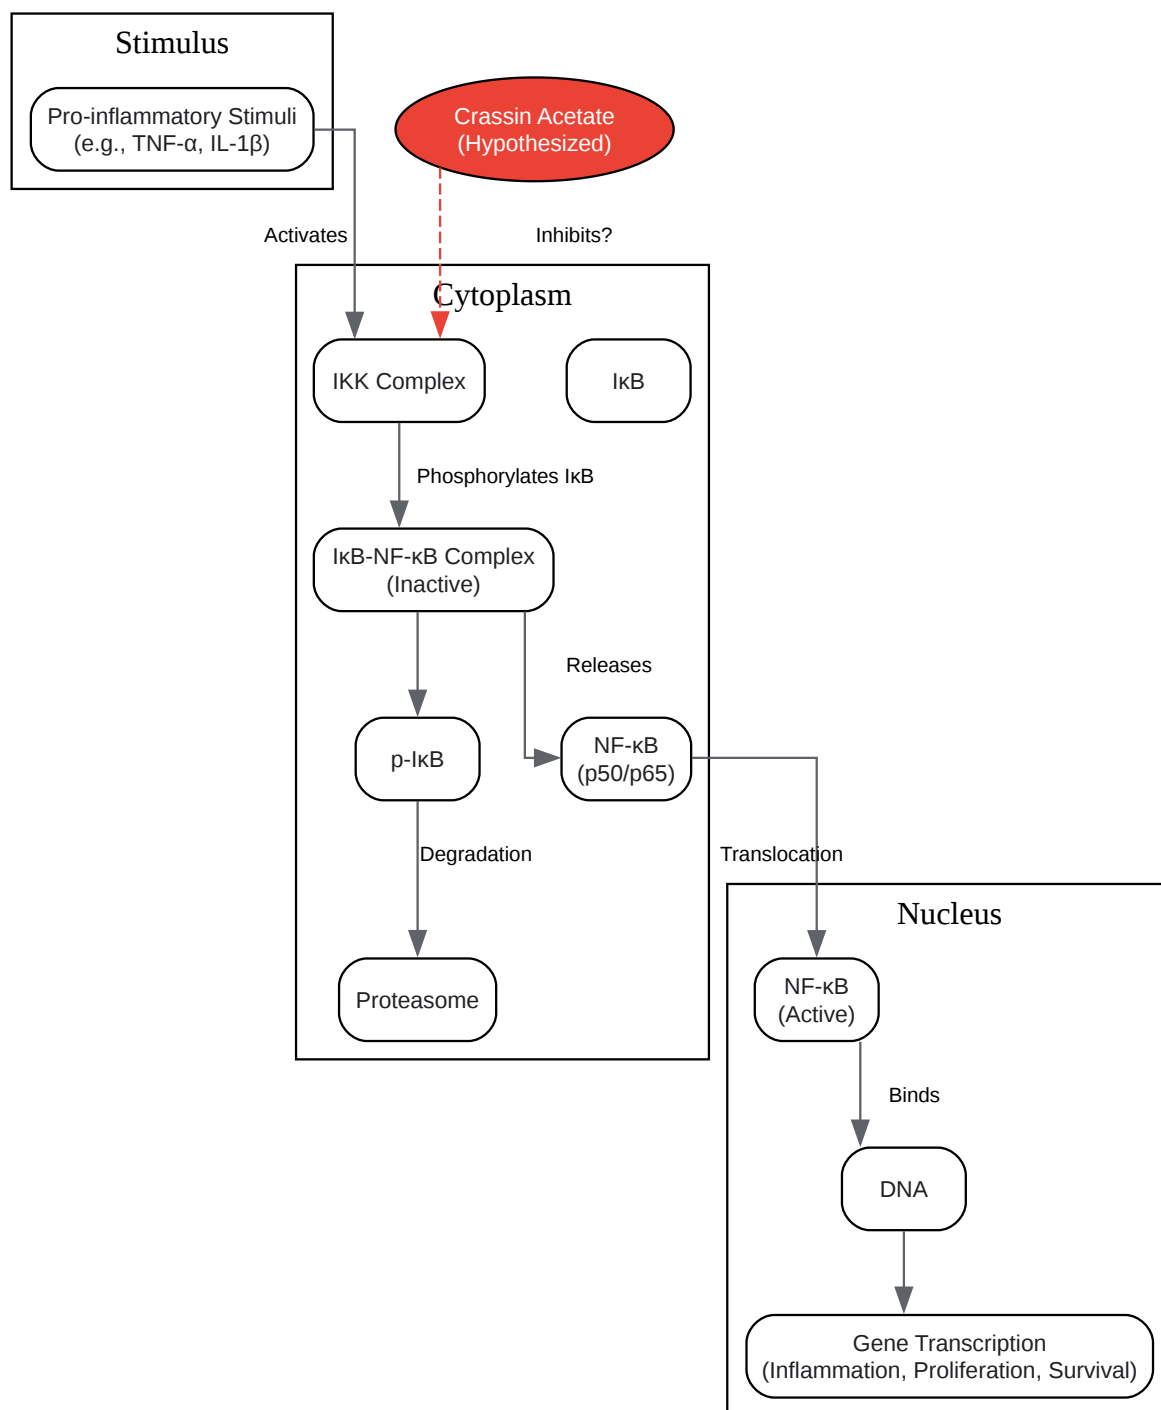 Stimulus
Pro-inflammatory Stimuli
(e.g., TNF-α, IL-1β)
Crassin Acetate
(Hypothesized)
Activates
Inhibits?
Cytoplasm
IKK Complex
IκB
Phosphorylates IκB
IκB-NF-κB Complex
(Inactive)
Releases
p-IκB
NF-κB
(p50/p65)
Degradation
Translocation
Nucleus
Proteasome
NF-κB
(Active)
Binds
DNA
Gene Transcription
(Inflammation, Proliferation, Survival)